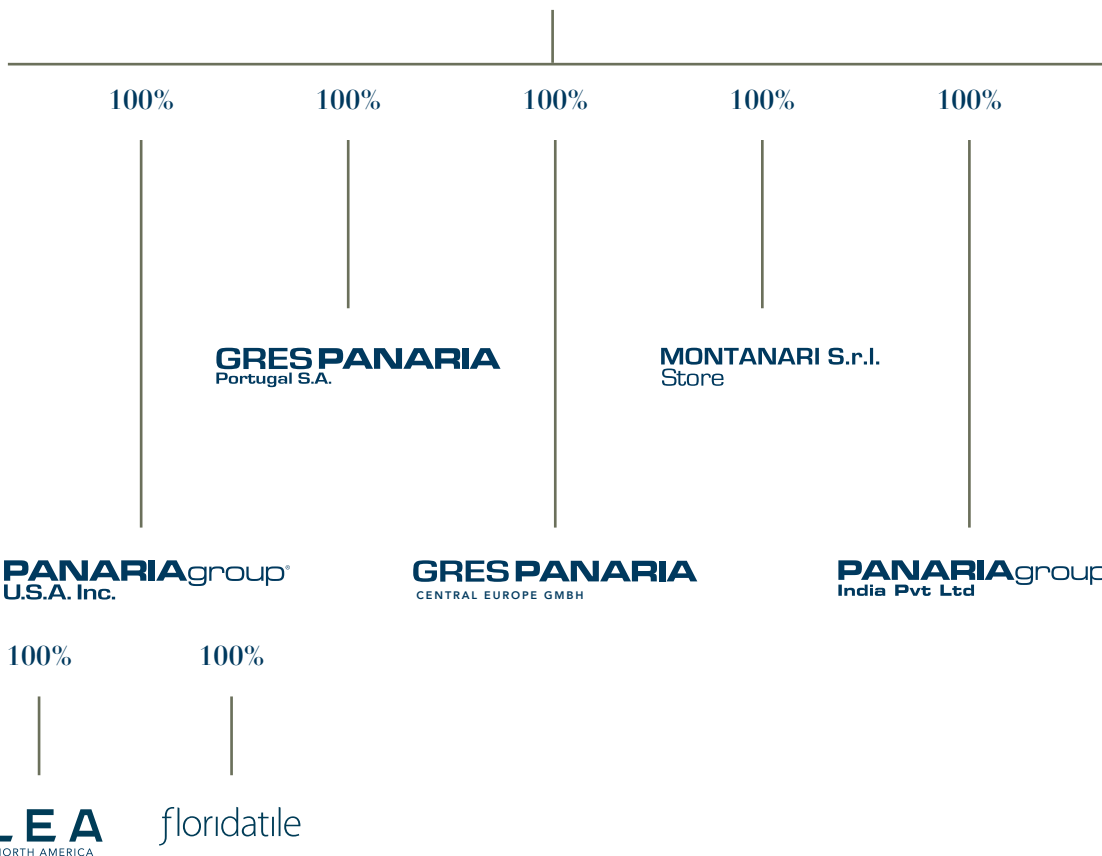 100% 100% 100% 100% 100%
GRES PANARIA
Portugal S.A.
MONTANARI S.r.l.
Store
PANARIAgroup®
U.S.A. Inc.
GRES PANARIA
CENTRAL EUROPE GMBH
PANARIAgroup
India Pvt Ltd
100% 100%
LEA
NORTH AMERICA
floridatile